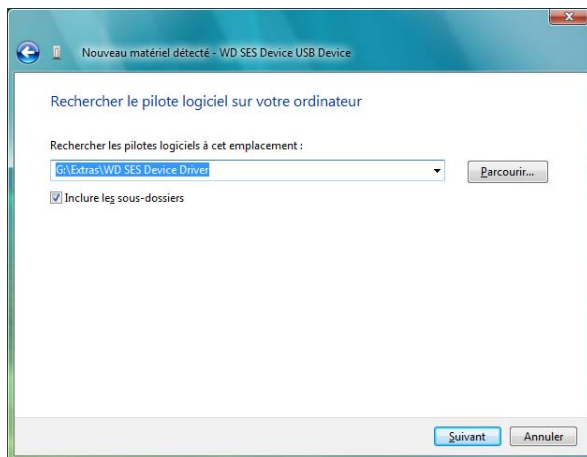 Nouveau matériel détecté - WD SES Device USB Device
Rechercher le pilote logiciel sur votre ordinateur
Rechercher les pilotes logiciels à cet emplacement :
G:\Extras\WD SES Device Driver
Parcourir...
Inclure les sous-dossiers
Suivant
Annuler